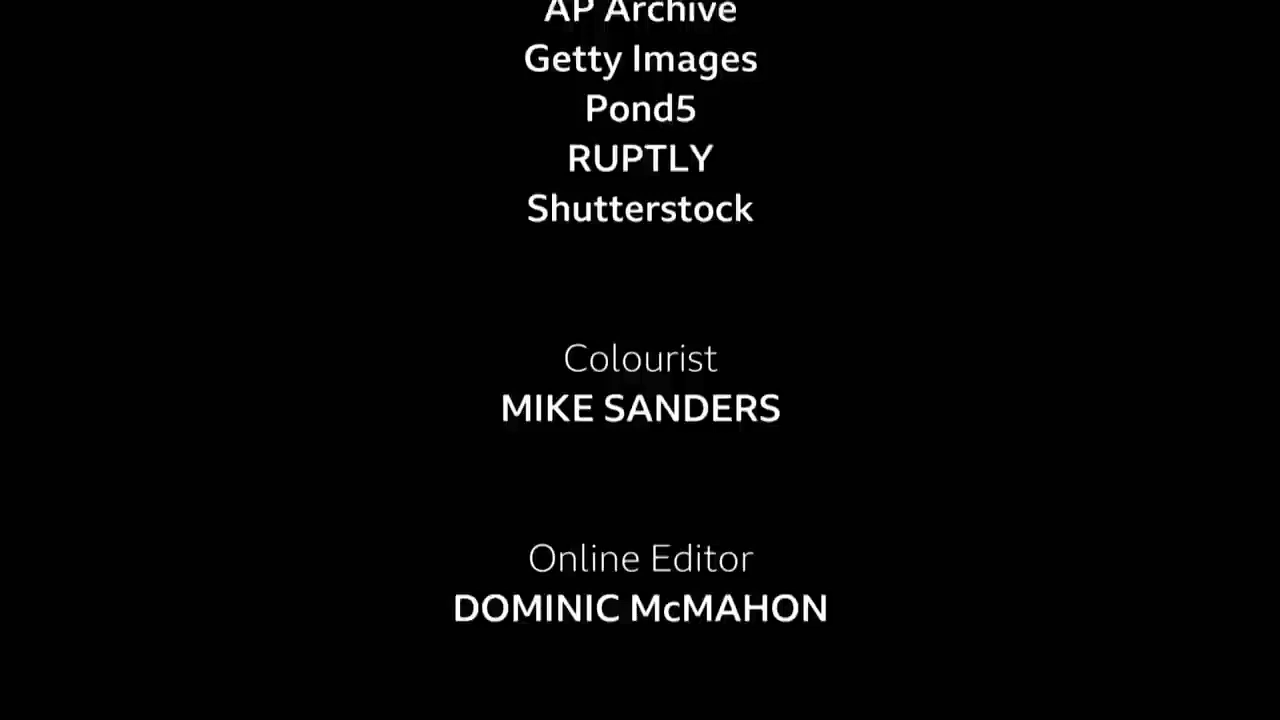 AP Archive
Getty Images
Pond5
RUPTLY
Shutterstock
Colourist
MIKE SANDERS
Online Editor
DOMINIC McMAHON